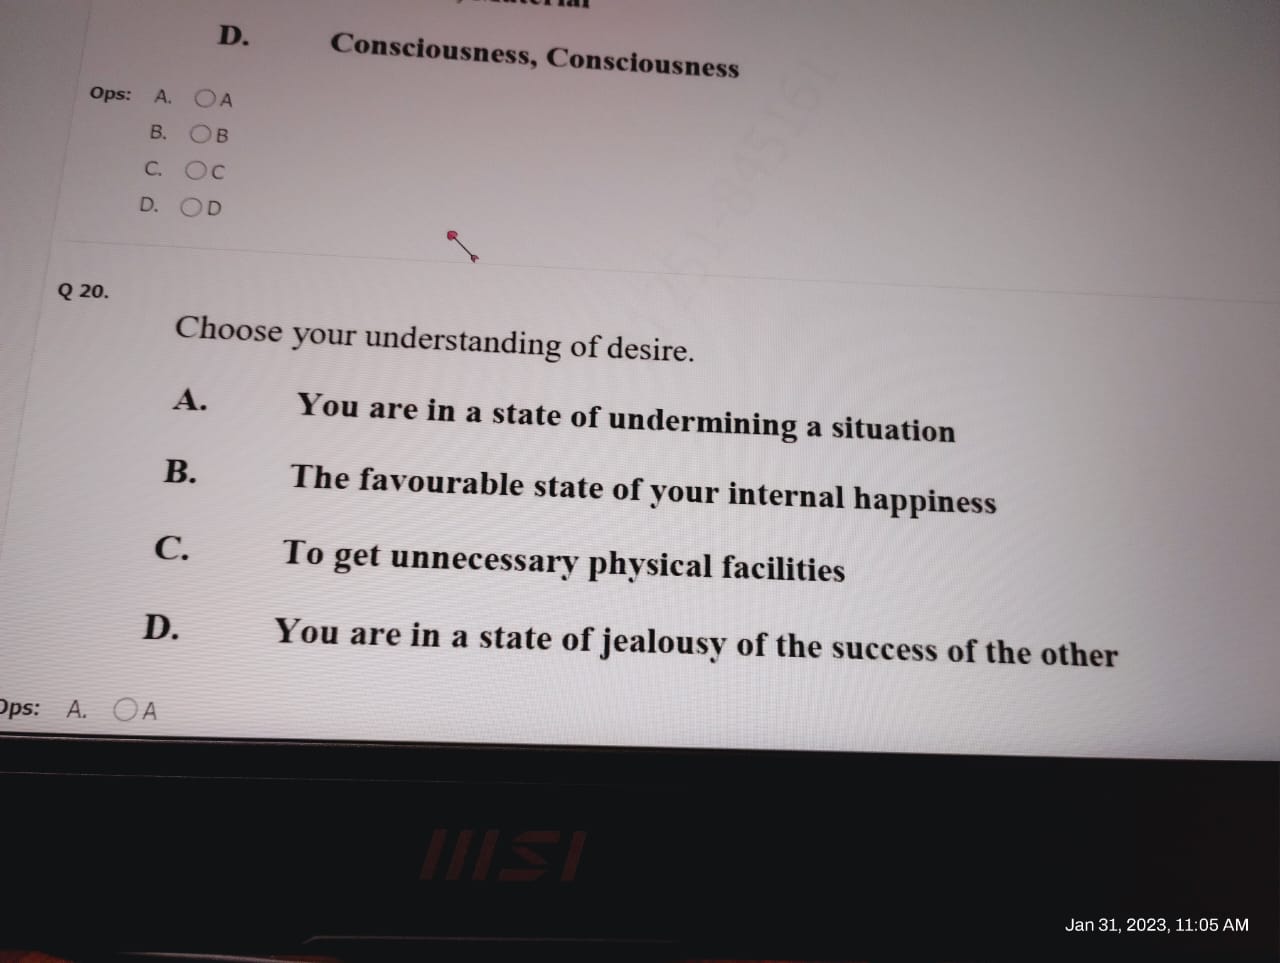 D. Consciousness, Consciousness
Ops: A. A
B. B
C. C
D. D
Q 20.
Choose your understanding of desire.
A. You are in a state of undermining a situation
B. The favourable state of your internal happiness
C. To get unnecessary physical facilities
D. You are in a state of jealousy of the success of the other
Ops: A. A
msi
Jan 31, 2023, 11:05 AM